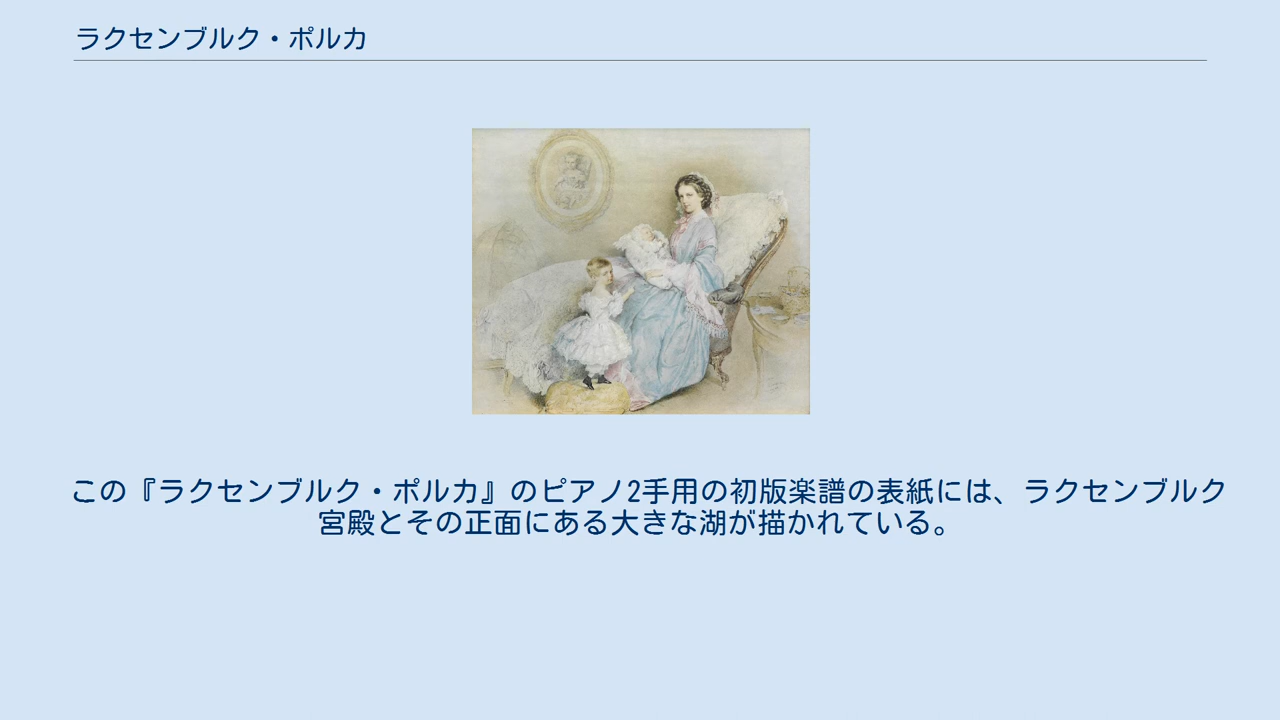 ラクセンブルク・ポルカ
この『ラクセンブルク・ポルカ』のピアノ2手用の初版楽譜の表紙には、ラクセンブルク
宮殿とその正面にある大きな湖が描かれている。